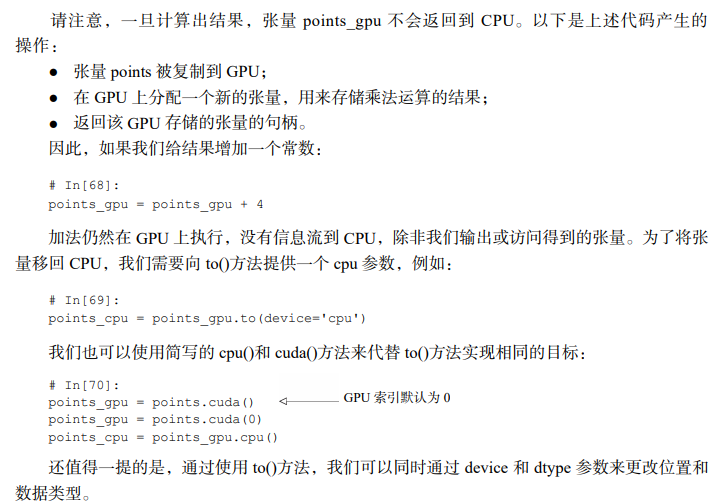 请注意，一旦计算出结果，张量 points_gpu 不会返回到 CPU。以下是上述代码产生的
操作：
● 张量 points 被复制到 GPU；
● 在 GPU 上分配一个新的张量，用来存储乘法运算的结果；
● 返回该 GPU 存储的张量的句柄。
因此，如果我们给结果增加一个常数：
# In[68]:
points_gpu = points_gpu + 4
加法仍然在 GPU 上执行，没有信息流到 CPU，除非我们输出或访问得到的张量。为了将张
量移回 CPU，我们需要向 to()方法提供一个 cpu 参数，例如：
# In[69]:
points_cpu = points_gpu.to(device='cpu')
我们也可以使用简写的 cpu()和 cuda()方法来代替 to()方法实现相同的目标：
# In[70]:
points_gpu = points.cuda() GPU 索引默认为 0
points_gpu = points.cuda(0)
points_cpu = points_gpu.cpu()
还值得一提的是，通过使用 to()方法，我们可以同时通过 device 和 dtype 参数来更改位置和
数据类型。